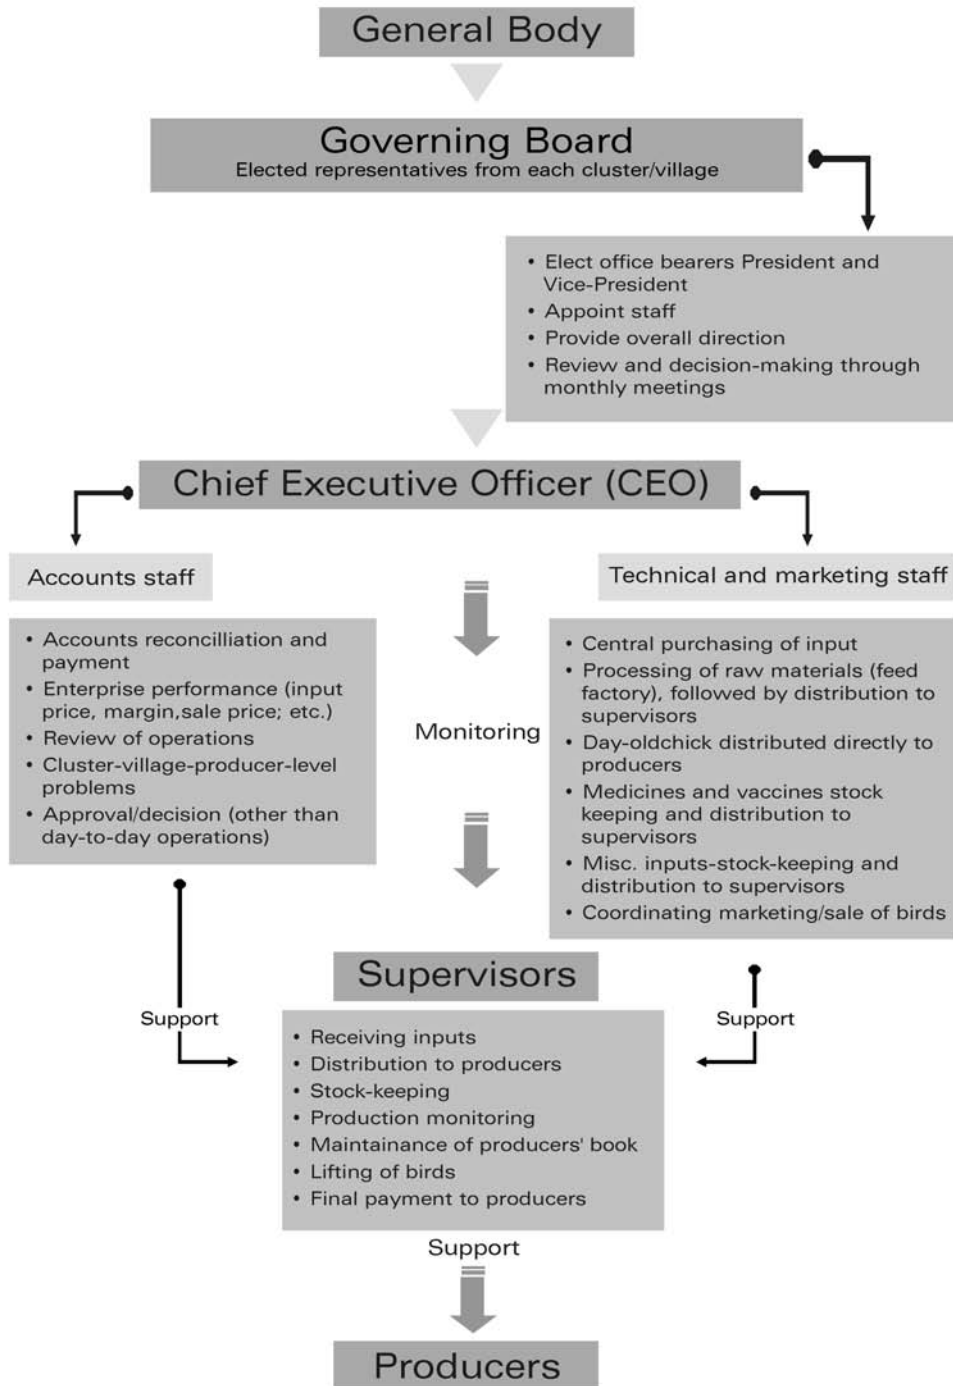 General Body
Governing Board
Elected representatives from each cluster/village
• Elect office bearers President and
Vice-President
• Appoint staff
• Provide overall direction
• Review and decision-making through
monthly meetings
Chief Executive Officer (CEO)
Accounts staff
• Accounts reconcilliation and
payment
• Enterprise performance (input
price, margin,sale price; etc.)
• Review of operations
• Cluster-village-producer-level
problems
• Approval/decision (other than
day-to-day operations)
Monitoring
Technical and marketing staff
• Central purchasing of input
• Processing of raw materials (feed
factory), followed by distribution to
supervisors
• Day-oldchick distributed directly to
producers
• Medicines and vaccines stock
keeping and distribution to
supervisors
• Misc. inputs-stock-keeping and
distribution to supervisors
• Coordinating marketing/sale of birds
Support
Support
Supervisors
• Receiving inputs
• Distribution to producers
• Stock-keeping
• Production monitoring
• Maintainance of producers' book
• Lifting of birds
• Final payment to producers
Support
Producers